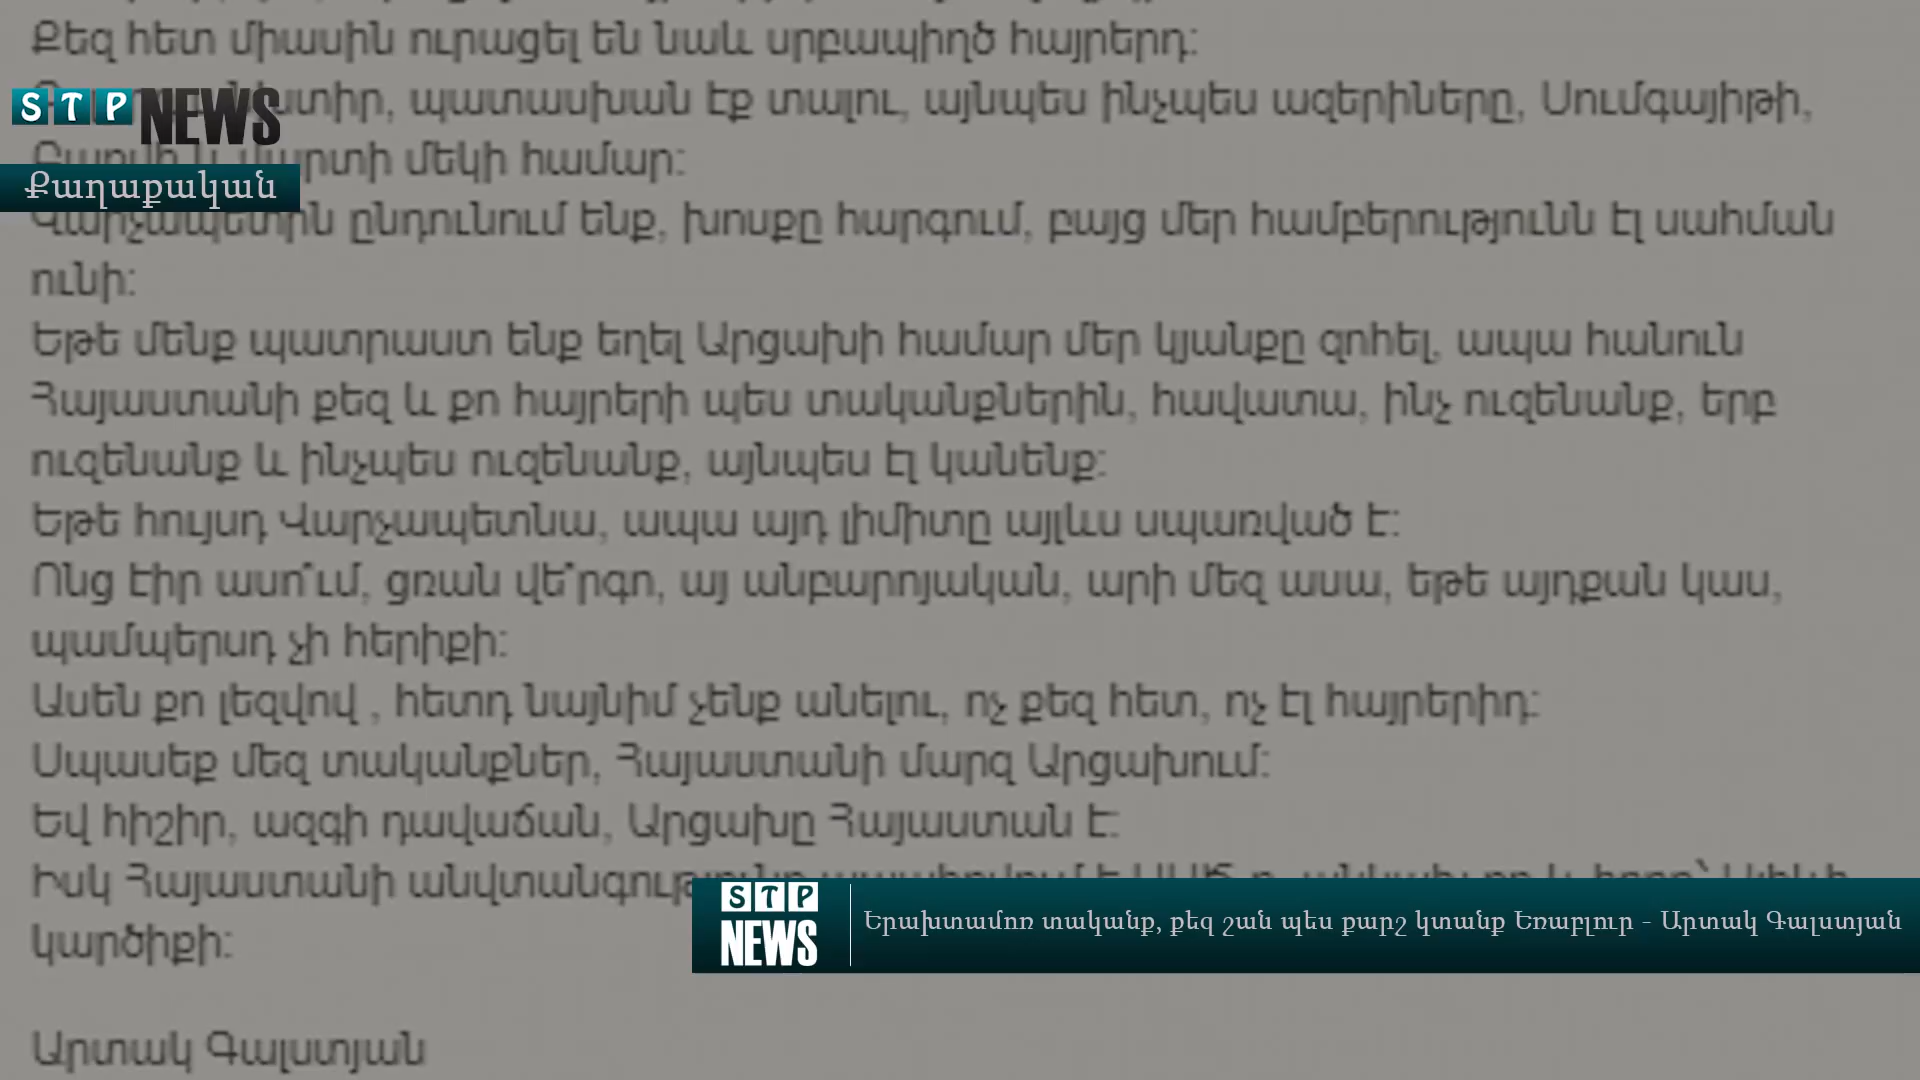 Քեզ հետ միասին ուրացել են նաև սրբապիղծ հայրերդ:
STP NEWS
տիր, պատասխան էք տալու, այնպես ինչպես ազերիները, Սումգայիթի,
մարտի մեկի համար:
Քաղաքական
Վարչապետին ընդունում ենք, խոսքը հարգում, բայց մեր համբերությունն էլ սահման
ունի:
Եթե մենք պատրաստ ենք եղել Արցախի համար մեր կյանքը զոհել, ապա հանուն
Հայաստանի քեզ և քո հայրերի պես տականքներին, հավատա, ինչ ուզենանք, երբ
ուզենանք և ինչպես ուզենանք, այնպես էլ կանենք:
Եթե հույսդ Վարչապետնա, ապա այդ լիմիտը այլևս սպառված է:
Ոնց էիր ասո՞ւմ, ցռան վե՞րգո, այ անբարոյական, արի մեզ ասա, եթե այդքան կաս,
պամպերսդ չի հերիքի:
Ասեն քո լեզվով , հետդ նայնիմ չենք անելու, ոչ քեզ հետ, ոչ էլ հայրերիդ:
Սպասեք մեզ տականքներ, Հայաստանի մարզ Արցախում:
Եվ հիշիր, ազգի դավաճան, Արցախը Հայաստան է:
Իսկ Հայաստանի
կարծիքի:
STP NEWS
Երախտամոռ տականք, քեզ շան պես քարշ կտանք Եռաբլուր - Արտակ Գալստյան
Արտակ Գալստյան